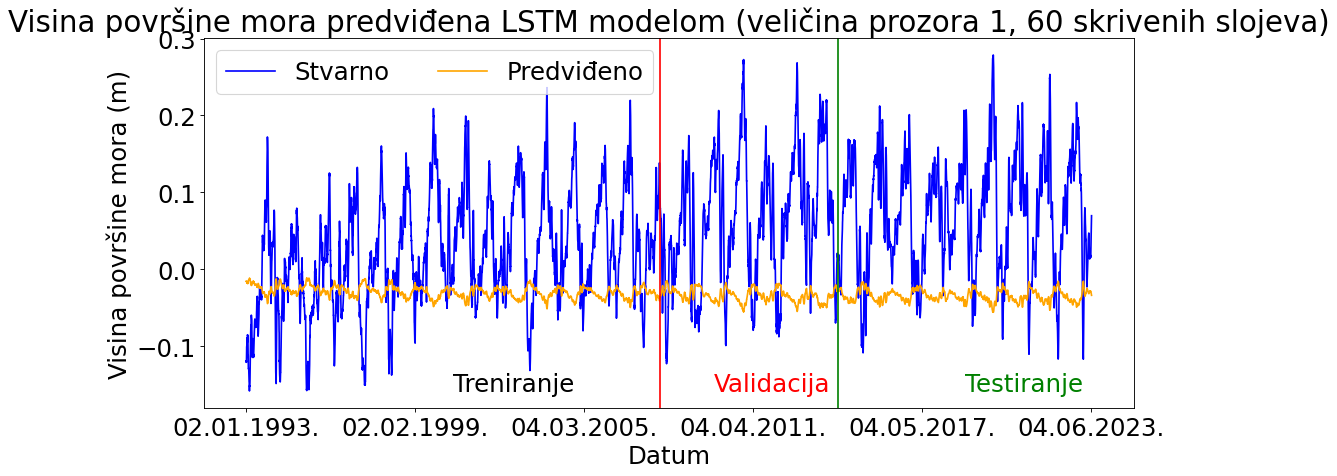 Visina površine mora predviđena LSTM modelom (veličina prozora 1, 60 skrivenih slojeva)
Stvarno Predviđeno
Visina površine mora (m)
0.3
0.2
0.1
0.0
−0.1
Treniranje Validacija Testiranje
02.01.1993. 02.02.1999. 04.03.2005. 04.04.2011. 04.05.2017. 04.06.2023.
Datum